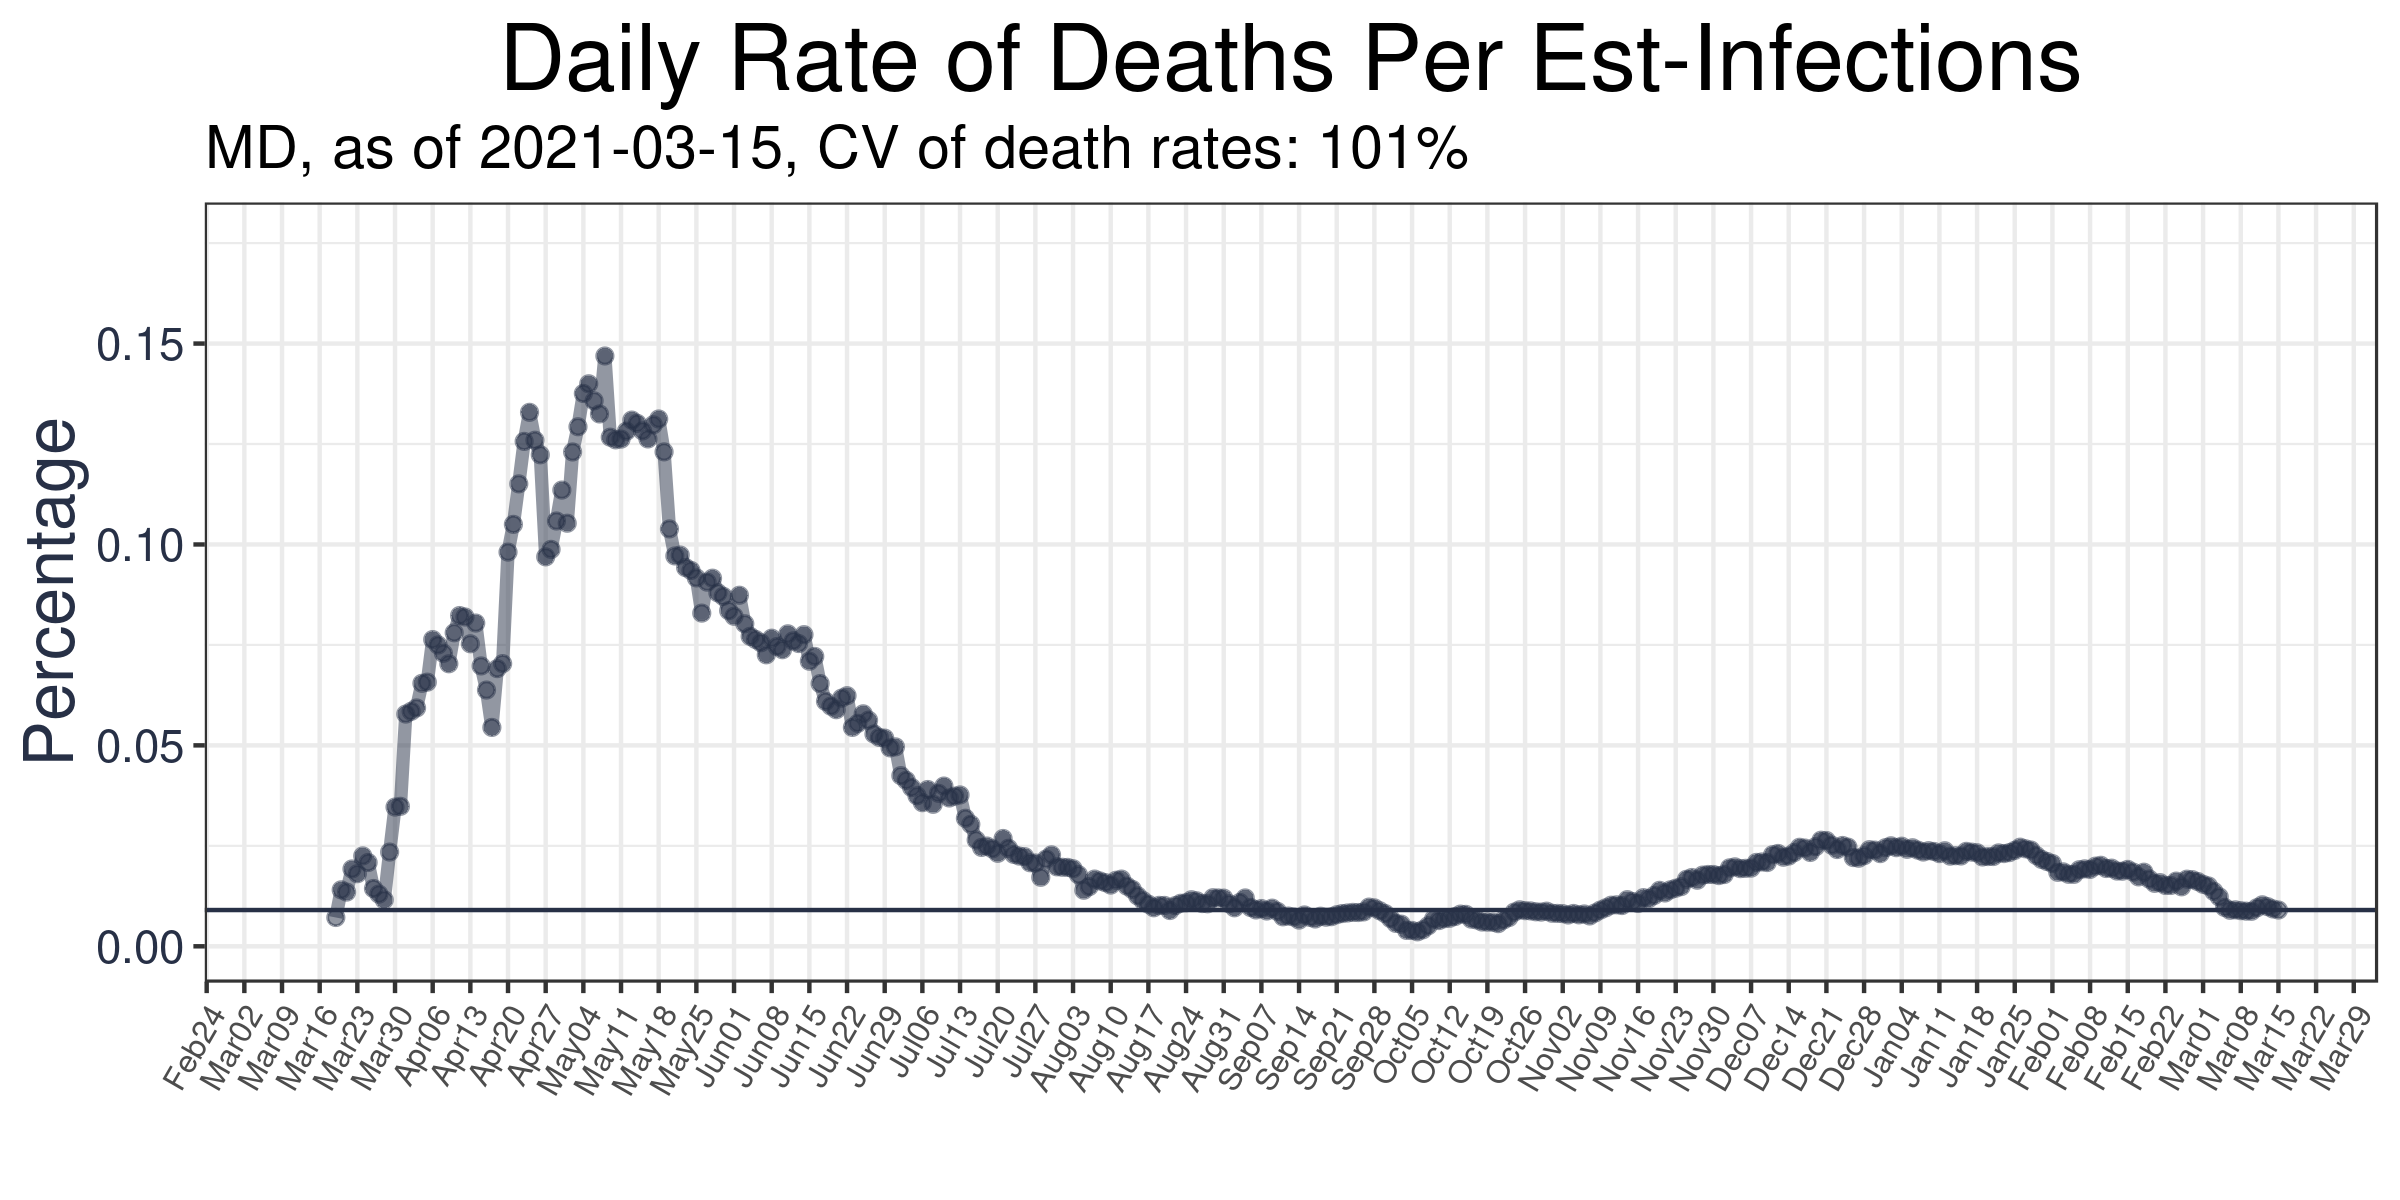 Daily Rate of Deaths Per Est-Infections
MD, as of 2021-03-15, CV of death rates: 101%
Percentage
0.15
0.10
0.05
0.00
Feb24
Mar02
Mar09
Mar16
Mar23
Mar30
Apr06
Apr13
Apr20
Apr27
May04
May11
May18
May25
Jun01
Jun08
Jun15
Jun22
Jun29
Jul06
Jul13
Jul20
Jul27
Aug03
Aug10
Aug17
Aug24
Aug31
Sep07
Sep14
Sep21
Sep28
Oct05
Oct12
Oct19
Oct26
Nov02
Nov09
Nov16
Nov23
Nov30
Dec07
Dec14
Dec21
Dec28
Jan04
Jan11
Jan18
Jan25
Feb01
Feb08
Feb15
Feb22
Mar01
Mar08
Mar15
Mar22
Mar29